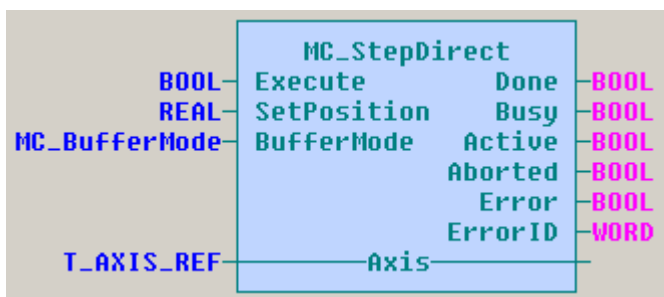 MC_StepDirect
BOOL Execute Done BOOL
REAL SetPosition Busy BOOL
MC_BufferMode BufferMode Active BOOL
Aborted BOOL
Error BOOL
ErrorID WORD
T_AXIS_REF Axis